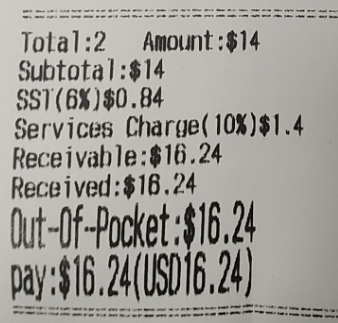 Total:2 Amount:$14
Subtotal:$14
SST(6%)$0.84
Services Charge(10%)$1.4
Receivable:$16.24
Received:$16.24
Out-Of-Pocket:$16.24
pay:$16.24(USD16.24)